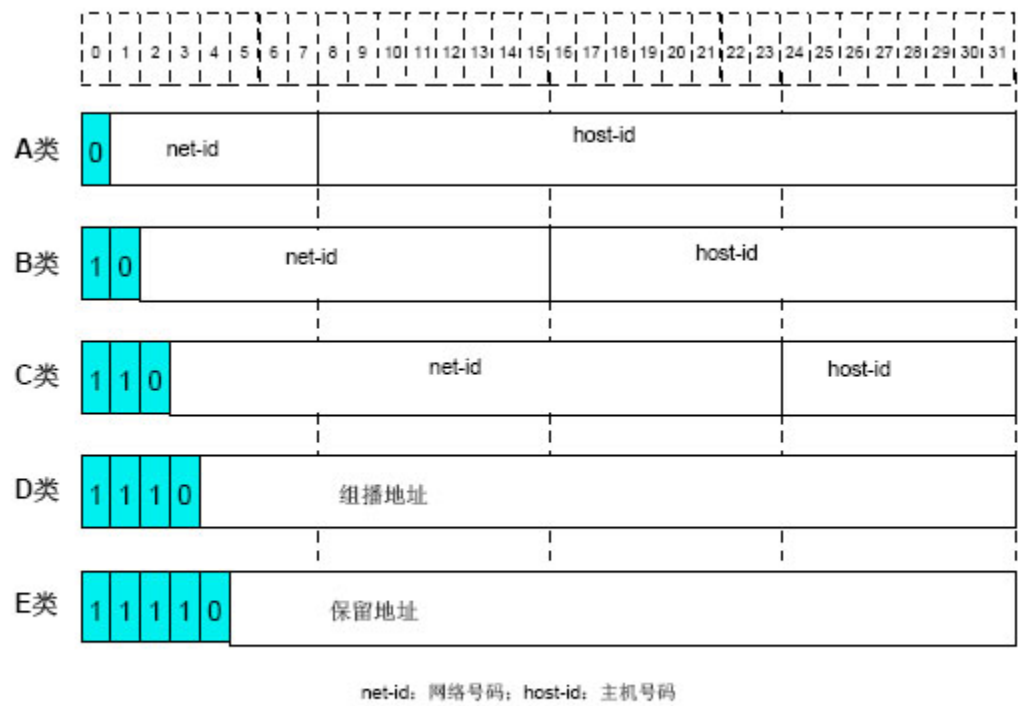 0 1 2 3 4 5 6 7 8 9 10 11 12 13 14 15 16 17 18 19 20 21 22 23 24 25 26 27 28 29 30 31
A类 0 net-id host-id
B类 1 0 net-id host-id
C类 1 1 0 net-id host-id
D类 1 1 1 0 组播地址
E类 1 1 1 1 0 保留地址
net-id：网络号码；host-id：主机号码